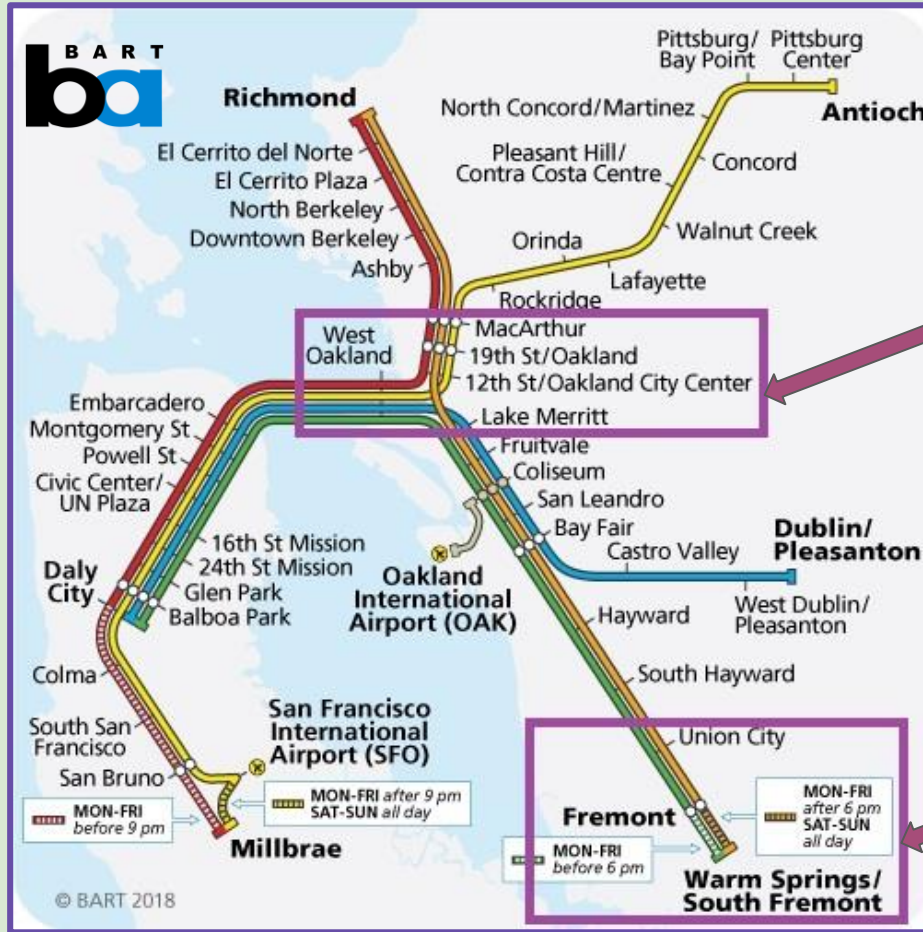 BART
ba
Pittsburg/
Bay Point
Pittsburg
Center
Richmond
North Concord/Martinez
Antioch
El Cerrito del Norte
Pleasant Hill/
Contra Costa Centre
Concord
El Cerrito Plaza
North Berkeley
Downtown Berkeley
Orinda
Walnut Creek
Ashby
Lafayette
Rockridge
West
Oakland
MacArthur
19th St/Oakland
12th St/Oakland City Center
Embarcadero
Montgomery St
Powell St
Civic Center/
UN Plaza
Lake Merritt
Fruitvale
Coliseum
San Leandro
Bay Fair
16th St Mission
24th St Mission
Glen Park
Balboa Park
Daly
City
Oakland
International
Airport (OAK)
Castro Valley
Dublin/
Pleasanton
West Dublin/
Pleasanton
Hayward
Colma
South Hayward
South San
Francisco
San Francisco
International
Airport (SFO)
Union City
San Bruno
MON-FRI
before 9 pm
MON-FRI after 9 pm
SAT-SUN all day
Millbrae
Fremont
MON-FRI
before 6 pm
MON-FRI
after 6 pm
SAT-SUN
all day
Warm Springs/
South Fremont
© BART 2018